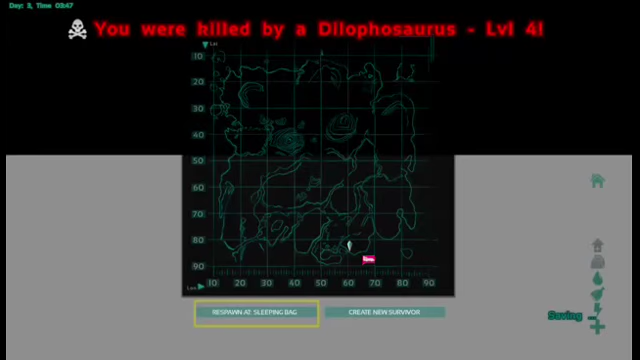 Day: 3, Time 03:47
You were killed by a Dilophosaurus - Lvl 4!
Lat
10
20
30
40
50
60
70
80
90
Lon
10 20 30 40 50 60 70 80 90
RESPAWN AT SLEEPING BAG
CREATE NEW SURVIVOR
Saving ...